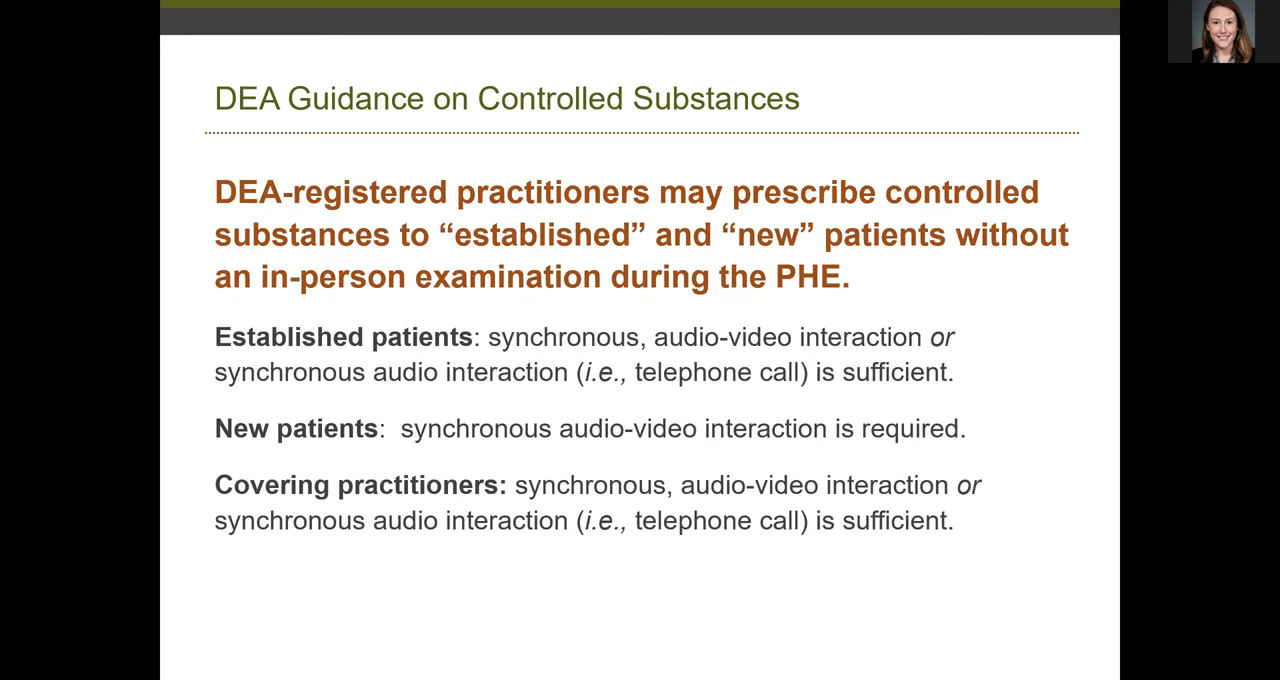 DEA Guidance on Controlled Substances
DEA-registered practitioners may prescribe controlled
substances to “established” and “new” patients without
an in-person examination during the PHE.
Established patients: synchronous, audio-video interaction or
synchronous audio interaction (i.e., telephone call) is sufficient.
New patients:  synchronous audio-video interaction is required.
Covering practitioners: synchronous, audio-video interaction or
synchronous audio interaction (i.e., telephone call) is sufficient.